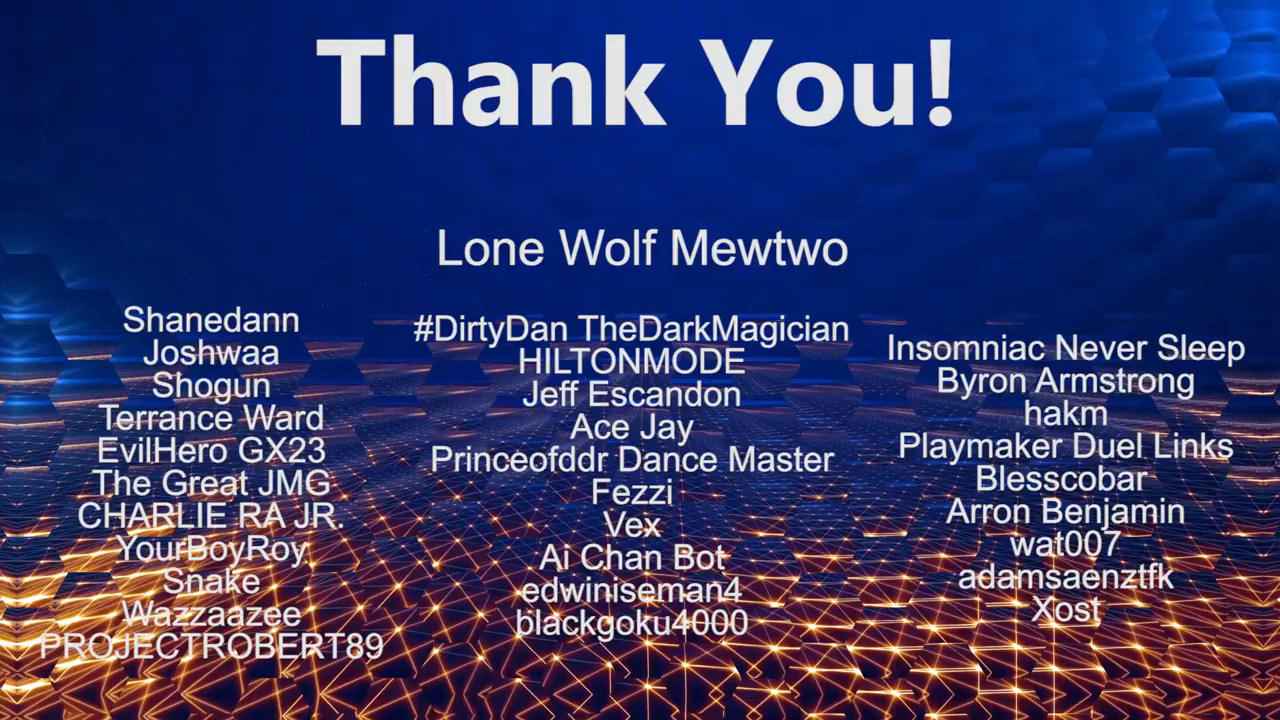 Thank You!
Lone Wolf Mewtwo
Shanedann
Joshwaa
Shogun
Terrance Ward
EvilHero GX23
The Great JMG
CHARLIE RA JR.
YourBoyRoy
Snake
Wazzaazee
PROJECTROBERT89
#DirtyDan TheDarkMagician
HILTONMODE
Jeff Escandon
Ace Jay
Princeofddr Dance Master
Fezzi
Vex
Ai Chan Bot
edwiniseman4
blackgoku4000
Insomniac Never Sleep
Byron Armstrong
hakm
Playmaker Duel Links
Blesscobar
Arron Benjamin
wat007
adamsaenztfk
Xost